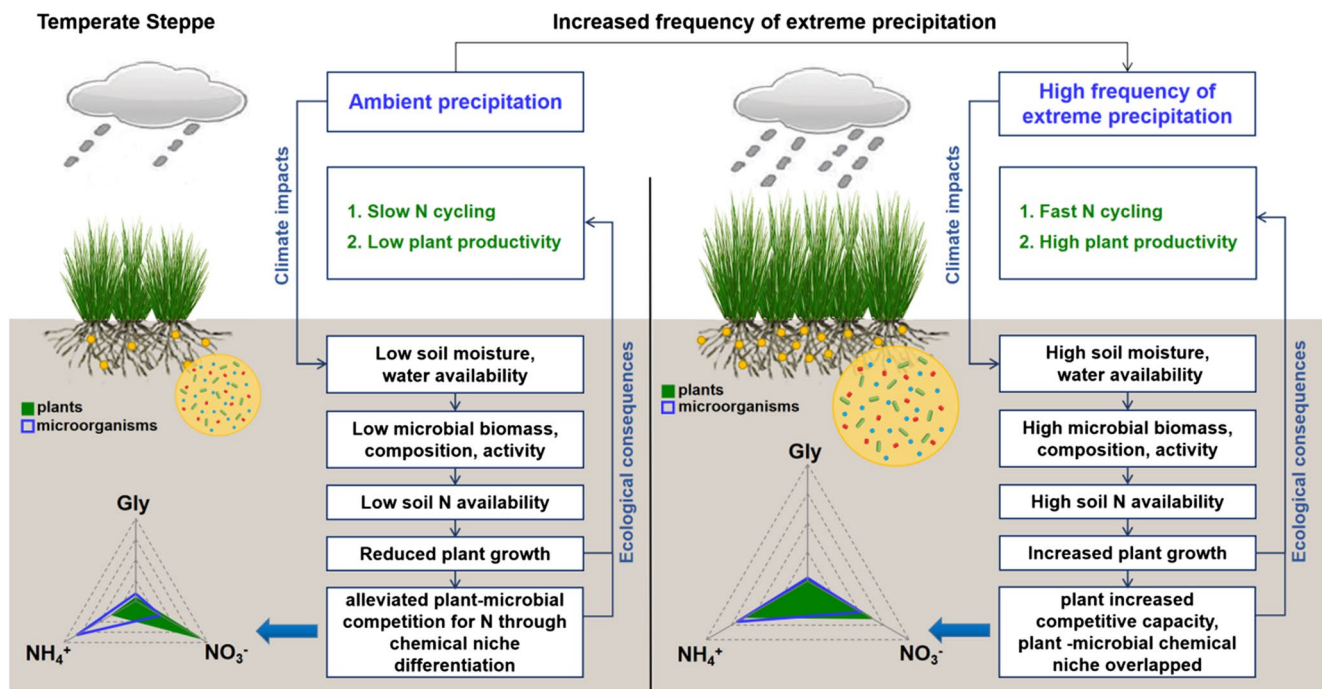 Temperate Steppe
Increased frequency of extreme precipitation
Ambient precipitation
Climate impacts
1. Slow N cycling
2. Low plant productivity
Low soil moisture,
water availability
Low microbial biomass,
composition, activity
Low soil N availability
Reduced plant growth
alleviated plant-microbial
competition for N through
chemical niche
differentiation
Ecological consequences
plants
microorganisms
Gly
NH₄⁺
NO₃⁻
High frequency of
extreme precipitation
Climate impacts
1. Fast N cycling
2. High plant productivity
High soil moisture,
water availability
High microbial biomass,
composition, activity
High soil N availability
Increased plant growth
plant increased
competitive capacity,
plant -microbial chemical
niche overlapped
Ecological consequences
plants
microorganisms
Gly
NH₄⁺
NO₃⁻